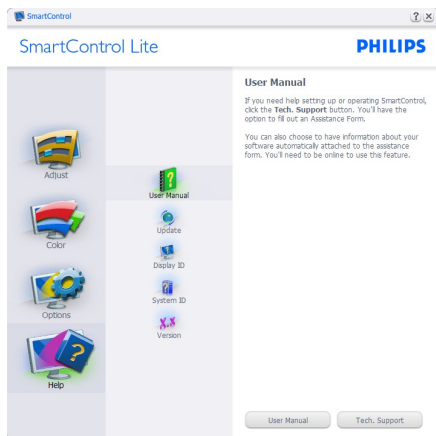 SmartControl
SmartControl Lite
PHILIPS
Adjust
Color
Options
Help
User Manual
Update
Display ID
System ID
X.X
Version
User Manual
If you need help setting up or operating SmartControl,
click the Tech. Support button. You'll have the
option to fill out an Assistance Form.
You can also choose to have information about your
software automatically attached to the assistance
form. You'll need to be online to use this feature.
User Manual
Tech. Support